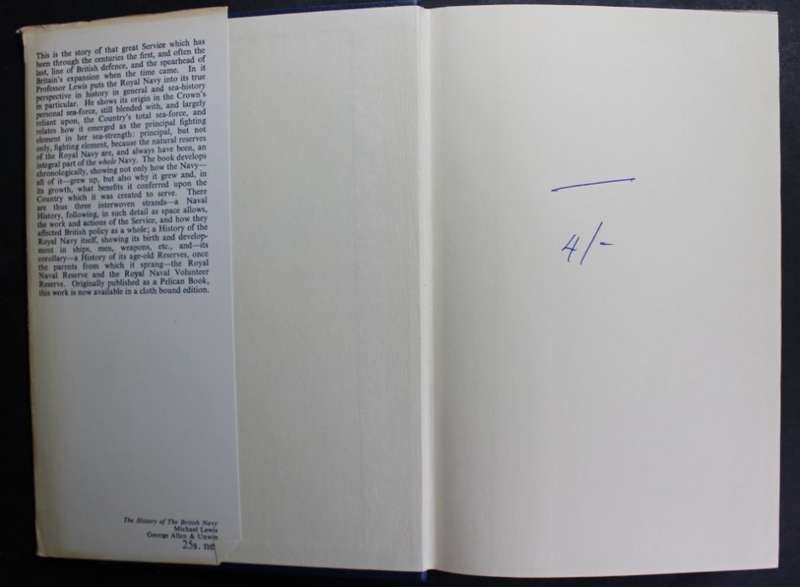 This is the story of that great Service which has
been through the centuries the first, and often the
last, line of British defence, and the spearhead of
Britain's expansion when the time came. In it
Professor Lewis puts the Royal Navy into its true
perspective in history in general and sea-history
in particular. He shows its origin in the Crown's
personal sea-force, still blended with, and largely
reliant upon, the Country's total sea-force, and
relates how it emerged as the principal fighting
element in her sea-strength: principal, but not
only, fighting element, because the natural reserves
of the Royal Navy are, and always have been, an
integral part of the whole Navy. The book develops
chronologically, showing not only how the Navy—
all of it—grew up, but also why it grew and, in
its growth, what benefits it conferred upon the
Country which it was created to serve. There
are thus three interwoven strands—a Naval
History, following, in such detail as space allows,
the work and actions of the Service, and how they
affected British policy as a whole; a History of the
Royal Navy itself, showing its birth and develop-
ment in ships, men, weapons, etc., and—its
corollary—a History of its age-old Reserves, once
the parents from which it sprang—the Royal
Naval Reserve and the Royal Naval Volunteer
Reserve. Originally published as a Pelican Book,
this work is now available in a cloth bound edition.
The History of The British Navy
Michael Lewis
George Allen & Unwin
25s. net
4/-